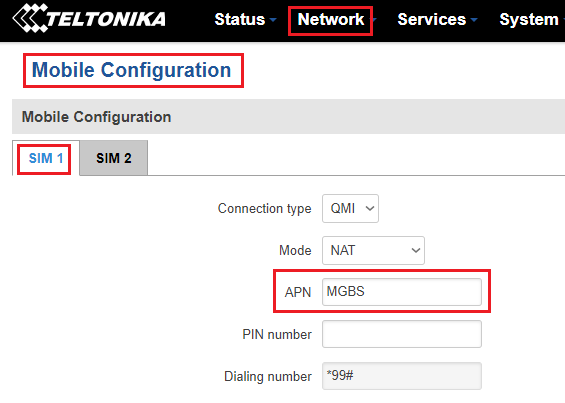 TELTONIKA Status Network Services System
Mobile Configuration
Mobile Configuration
SIM 1 SIM 2
Connection type QMI
Mode NAT
APN MGBS
PIN number
Dialing number *99#